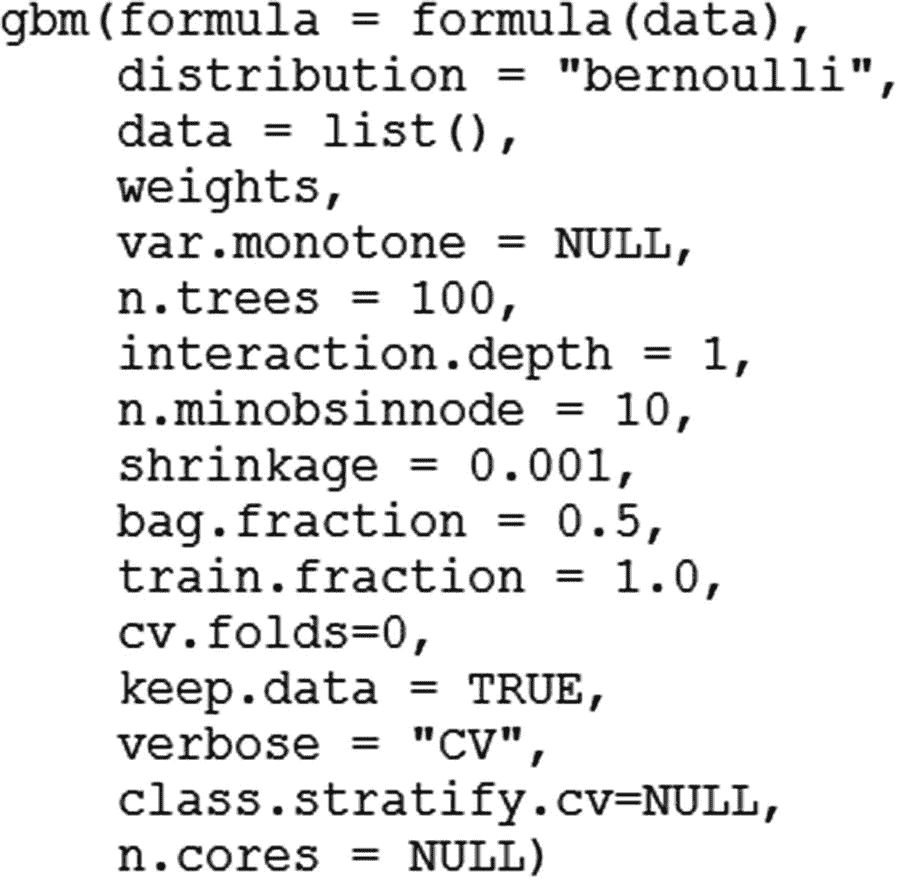 gbm(formula = formula(data),
    distribution = "bernoulli",
    data = list(),
    weights,
    var.monotone = NULL,
    n.trees = 100,
    interaction.depth = 1,
    n.minobsinnode = 10,
    shrinkage = 0.001,
    bag.fraction = 0.5,
    train.fraction = 1.0,
    cv.folds=0,
    keep.data = TRUE,
    verbose = "CV",
    class.stratify.cv=NULL,
    n.cores = NULL)